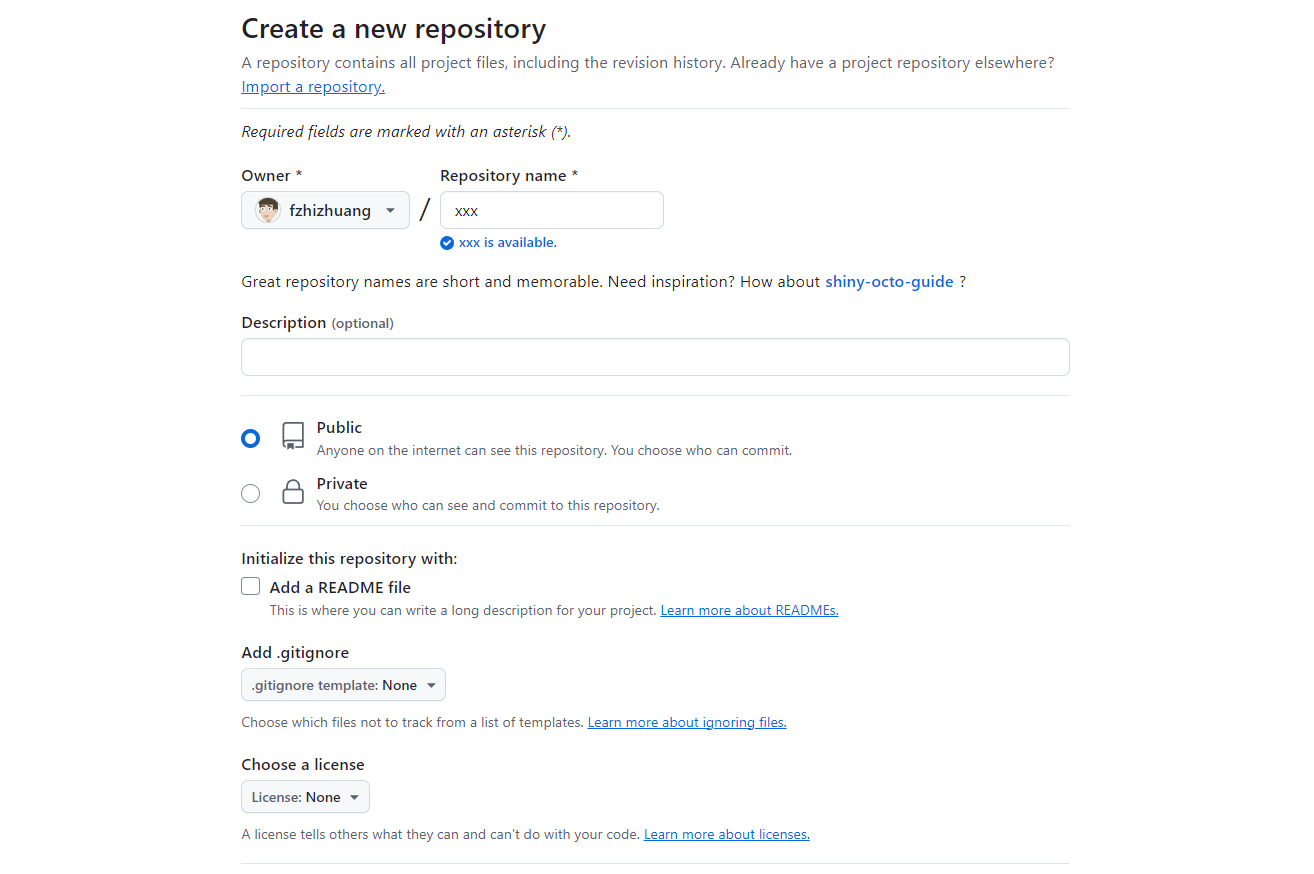 Create a new repository
A repository contains all project files, including the revision history. Already have a project repository elsewhere?
Import a repository.
Required fields are marked with an asterisk (*).
Owner *
Repository name *
fzhizhuang
/
xxx
xxx is available.
Great repository names are short and memorable. Need inspiration? How about shiny-octo-guide ?
Description (optional)
Public
Anyone on the internet can see this repository. You choose who can commit.
Private
You choose who can see and commit to this repository.
Initialize this repository with:
Add a README file
This is where you can write a long description for your project. Learn more about READMEs.
Add .gitignore
.gitignore template: None
Choose which files not to track from a list of templates. Learn more about ignoring files.
Choose a license
License: None
A license tells others what they can and can't do with your code. Learn more about licenses.